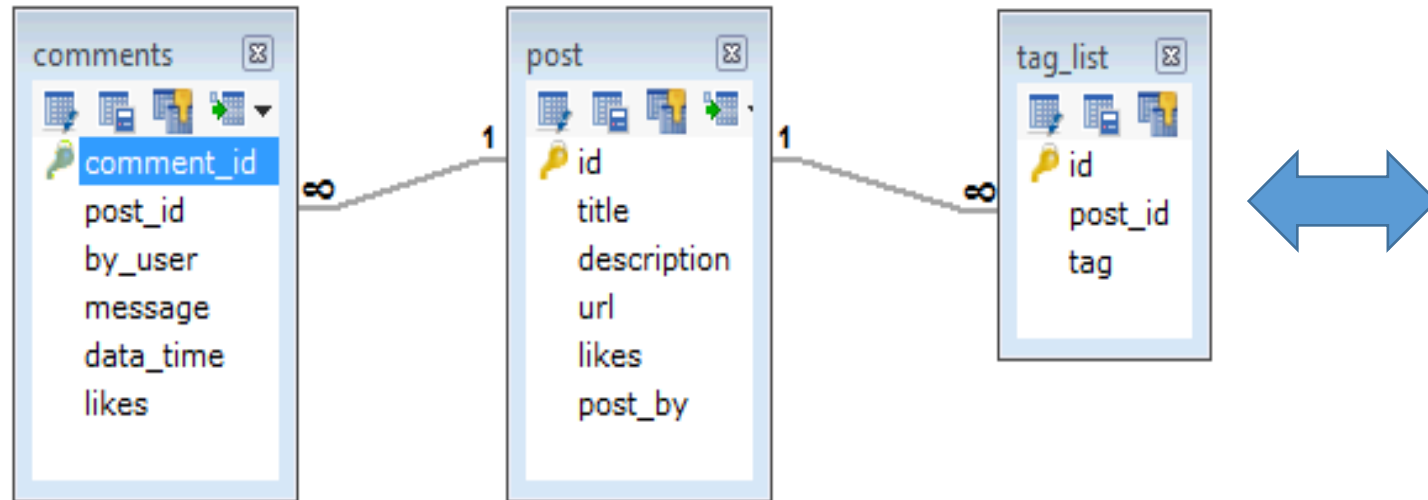 comments
comment_id
post_id
by_user
message
data_time
likes
∞
1
post
id
title
description
url
likes
post_by
1
∞
tag_list
id
post_id
tag